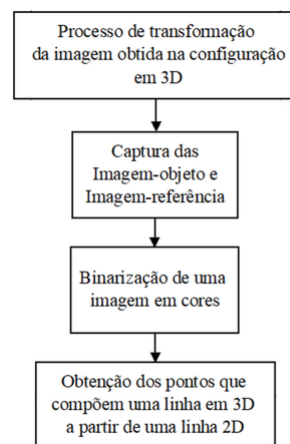 Processo de transformação
da imagem obtida na configuração
em 3D
Captura das
Imagem-objeto e
Imagem-referência
Binarização de uma
imagem em cores
Obtenção dos pontos que
compõem uma linha em 3D
a partir de uma linha 2D